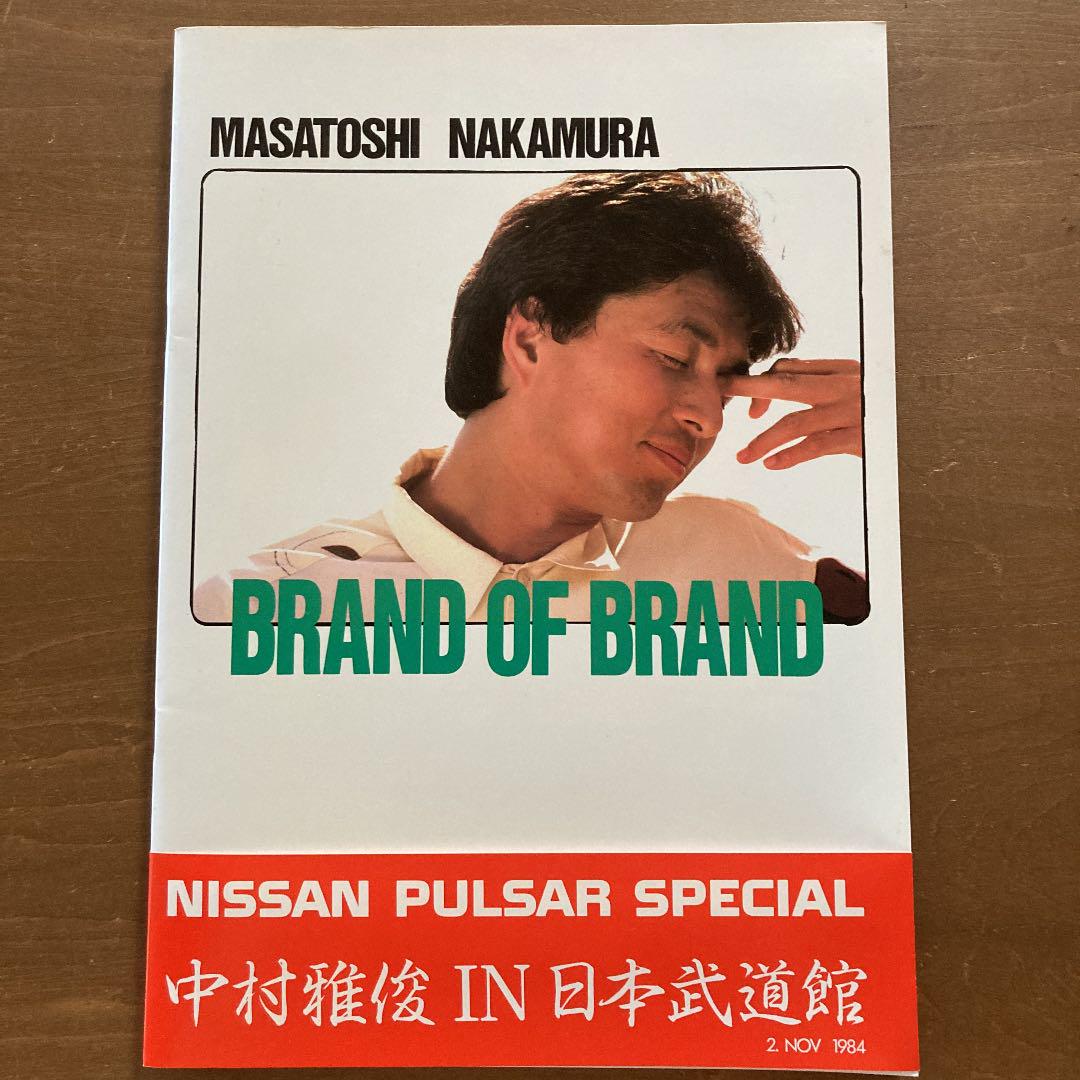 MASATOSHI NAKAMURA
BRAND OF BRAND
NISSAN PULSAR SPECIAL
中村雅俊 IN 日本武道館
2. NOV 1984